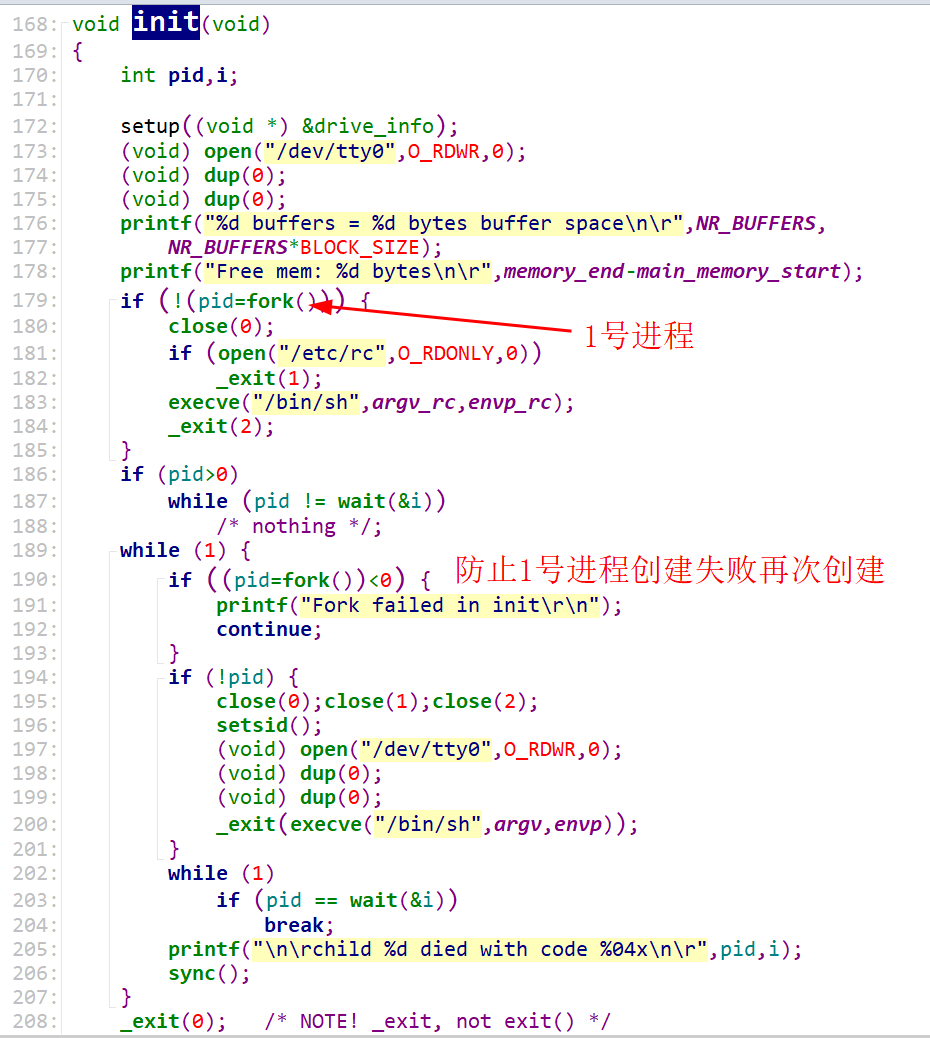 168: void init(void)
169: {
170:     int pid,i;
171:
172:     setup((void *) &drive_info);
173:     (void) open("/dev/tty0",O_RDWR,0);
174:     (void) dup(0);
175:     (void) dup(0);
176:     printf("%d buffers = %d bytes buffer space\n\r",NR_BUFFERS,
177:         NR_BUFFERS*BLOCK_SIZE);
178:     printf("Free mem: %d bytes\n\r",memory_end-main_memory_start);
179:     if (!(pid=fork())) {
1号进程
180:         close(0);
181:         if (open("/etc/rc",O_RDONLY,0))
182:             _exit(1);
183:         execve("/bin/sh",argv_rc,envp_rc);
184:         _exit(2);
185:     }
186:     if (pid>0)
187:         while (pid != wait(&i))
188:             /* nothing */;
189:     while (1) {
190:         if ((pid=fork())<0) { 防止1号进程创建失败再次创建
191:             printf("Fork failed in init\r\n");
192:             continue;
193:         }
194:         if (!pid) {
195:             close(0);close(1);close(2);
196:             setsid();
197:             (void) open("/dev/tty0",O_RDWR,0);
198:             (void) dup(0);
199:             (void) dup(0);
200:             _exit(execve("/bin/sh",argv,envp));
201:         }
202:         while (1)
203:             if (pid == wait(&i))
204:                 break;
205:         printf("\n\rchild %d died with code %04x\n\r",pid,i);
206:         sync();
207:     }
208:     _exit(0);   /* NOTE! _exit, not exit() */